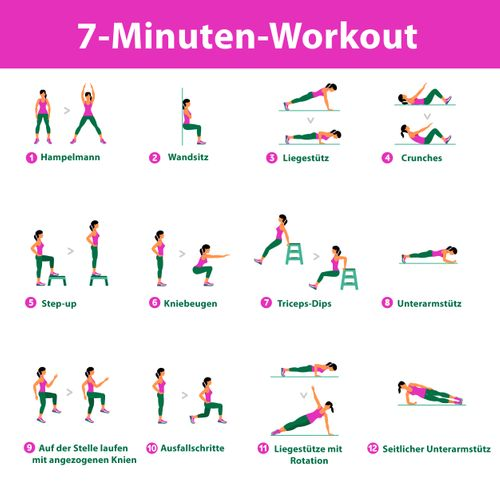 7-Minuten-Workout
1 Hampelmann
2 Wandsitz
3 Liegestütz
4 Crunches
5 Step-up
6 Kniebeugen
7 Triceps-Dips
8 Unterarmstütz
9 Auf der Stelle laufen
mit angezogenen Knien
10 Ausfallschritte
11 Liegestütze mit
Rotation
12 Seitlicher Unterarmstütz